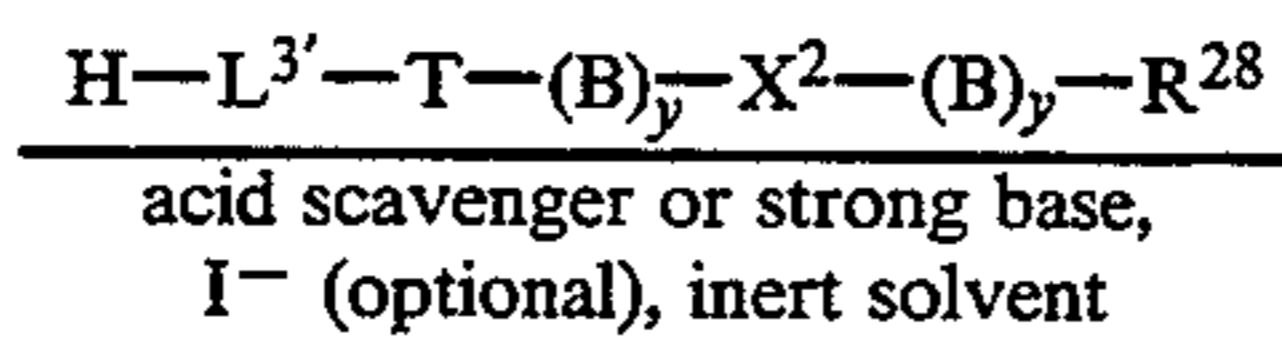 H—L³′—T—(B)y—X²—(B)y—R²⁸
acid scavenger or strong base,
I− (optional), inert solvent